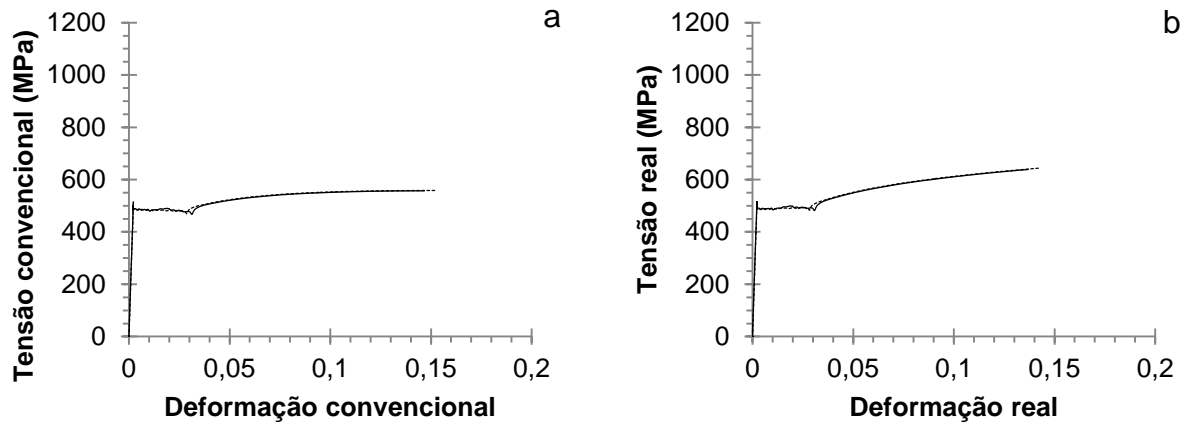 a
Tensão convencional (MPa)
1200
1000
800
600
400
200
0
0 0,05 0,1 0,15 0,2
Deformação convencional
b
Tensão real (MPa)
1200
1000
800
600
400
200
0
0 0,05 0,1 0,15 0,2
Deformação real